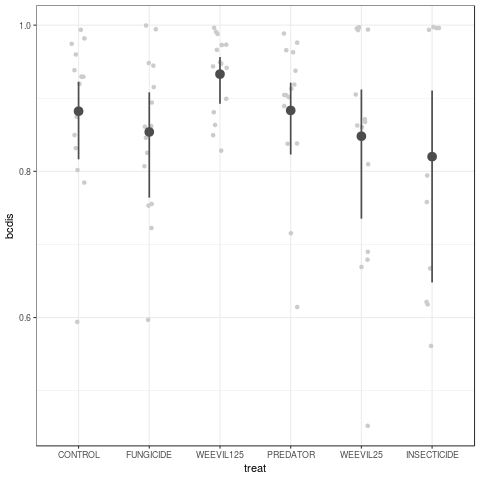 1.0
0.8
0.6
bcdis
CONTROL FUNGICIDE WEEVIL125 PREDATOR WEEVIL25 INSECTICIDE
treat